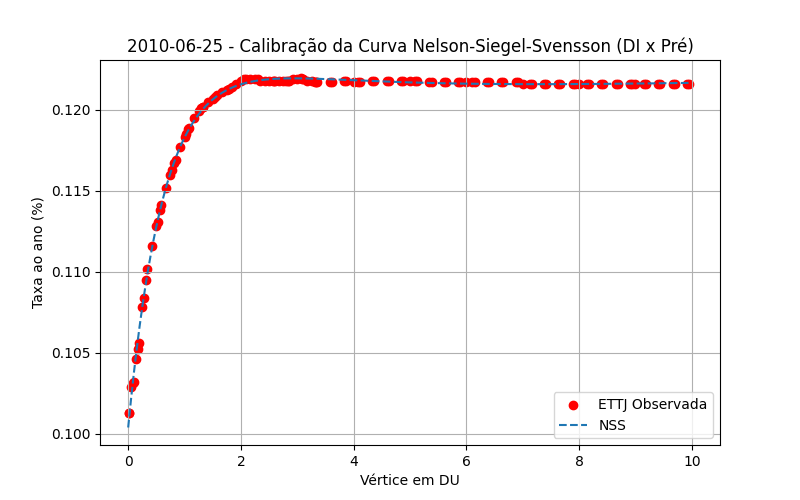 2010-06-25 - Calibração da Curva Nelson-Siegel-Svensson (DI x Pré)
Taxa ao ano (%)
0.120
0.115
0.110
0.105
0.100
ETTJ Observada
NSS
0 2 4 6 8 10
Vértice em DU